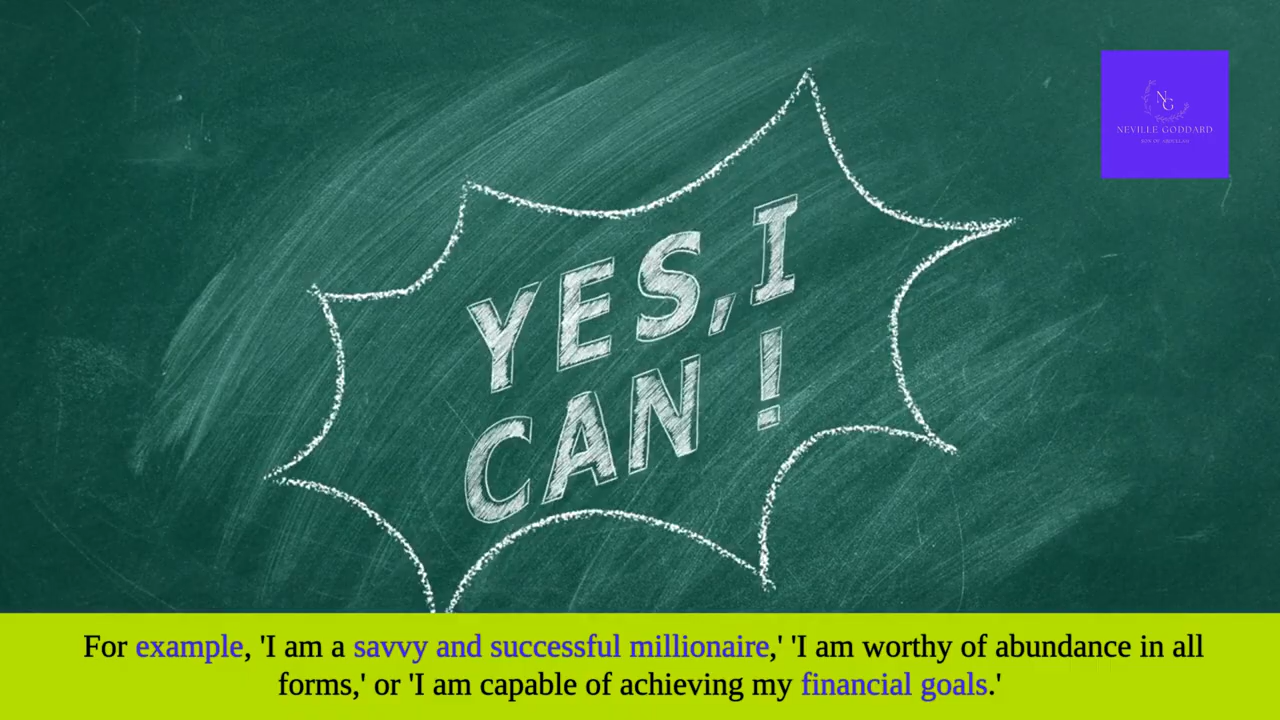 NG
NEVILLE GODDARD
YES, I
CAN !
For example, 'I am a savvy and successful millionaire,' 'I am worthy of abundance in all
forms,' or 'I am capable of achieving my financial goals.'